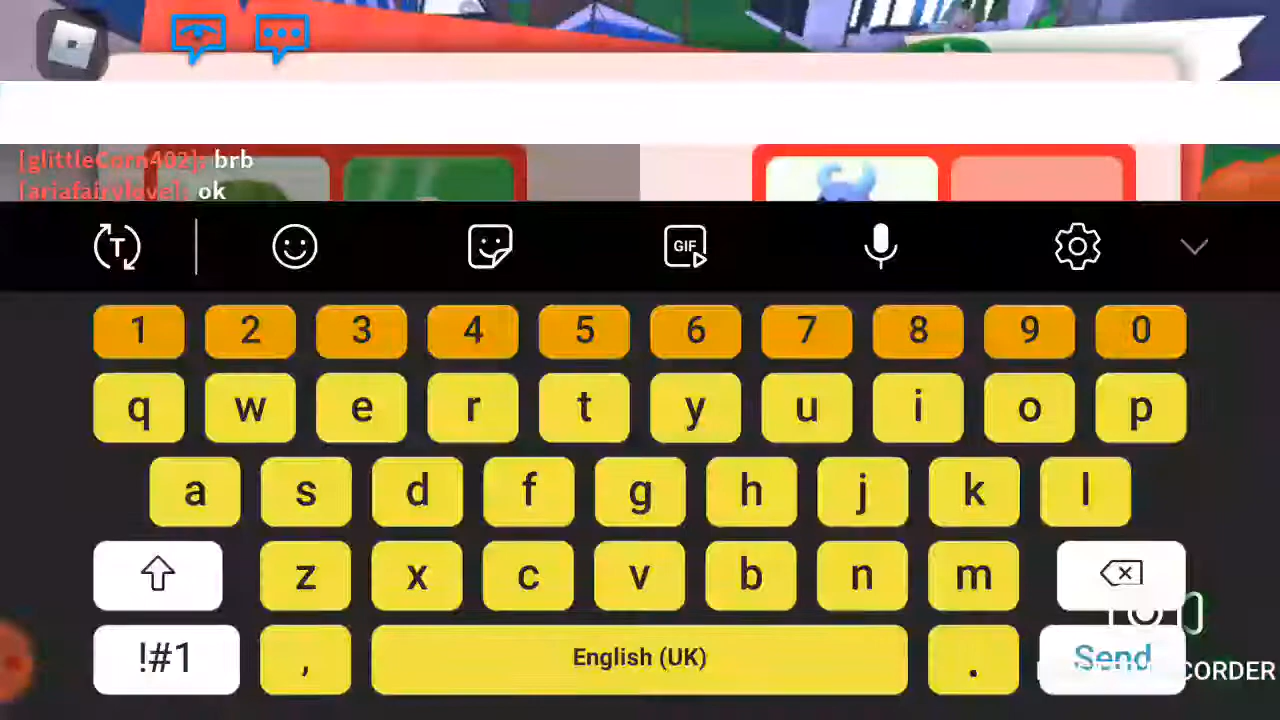 [glittleCorn402]: brb
[ariafairylove]: ok
T
GIF
1 2 3 4 5 6 7 8 9 0
q w e r t y u i o p
a s d f g h j k l
z x c v b n m
!#1 , English (UK) . Send
CORDER